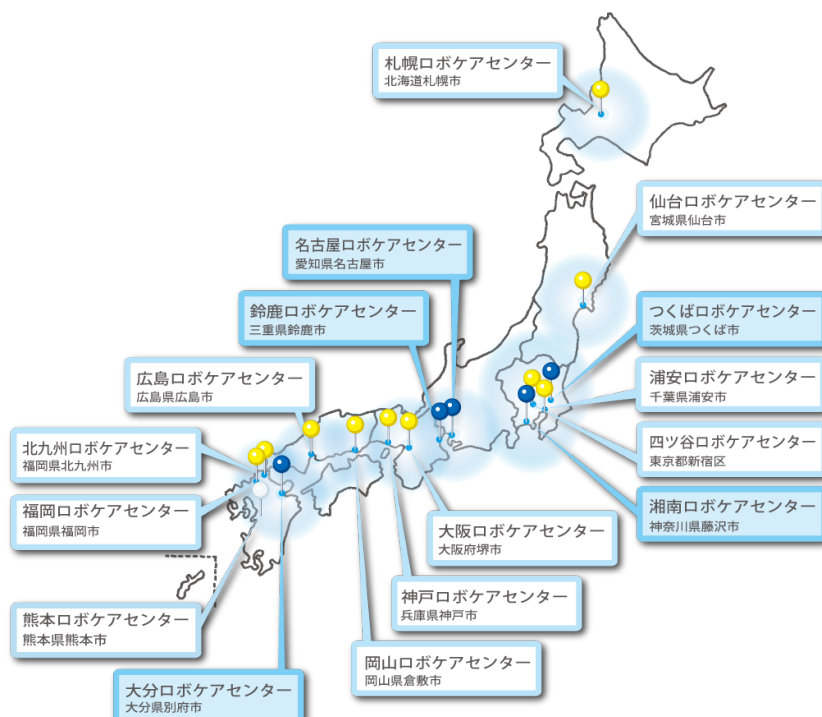 札幌ロボケアセンター
北海道札幌市
仙台ロボケアセンター
宮城県仙台市
名古屋ロボケアセンター
愛知県名古屋市
鈴鹿ロボケアセンター
三重県鈴鹿市
つくばロボケアセンター
茨城県つくば市
広島ロボケアセンター
広島県広島市
浦安ロボケアセンター
千葉県浦安市
北九州ロボケアセンター
福岡県北九州市
四ツ谷ロボケアセンター
東京都新宿区
福岡ロボケアセンター
福岡県福岡市
湘南ロボケアセンター
神奈川県藤沢市
大阪ロボケアセンター
大阪府堺市
神戸ロボケアセンター
兵庫県神戸市
熊本ロボケアセンター
熊本県熊本市
岡山ロボケアセンター
岡山県倉敷市
大分ロボケアセンター
大分県別府市